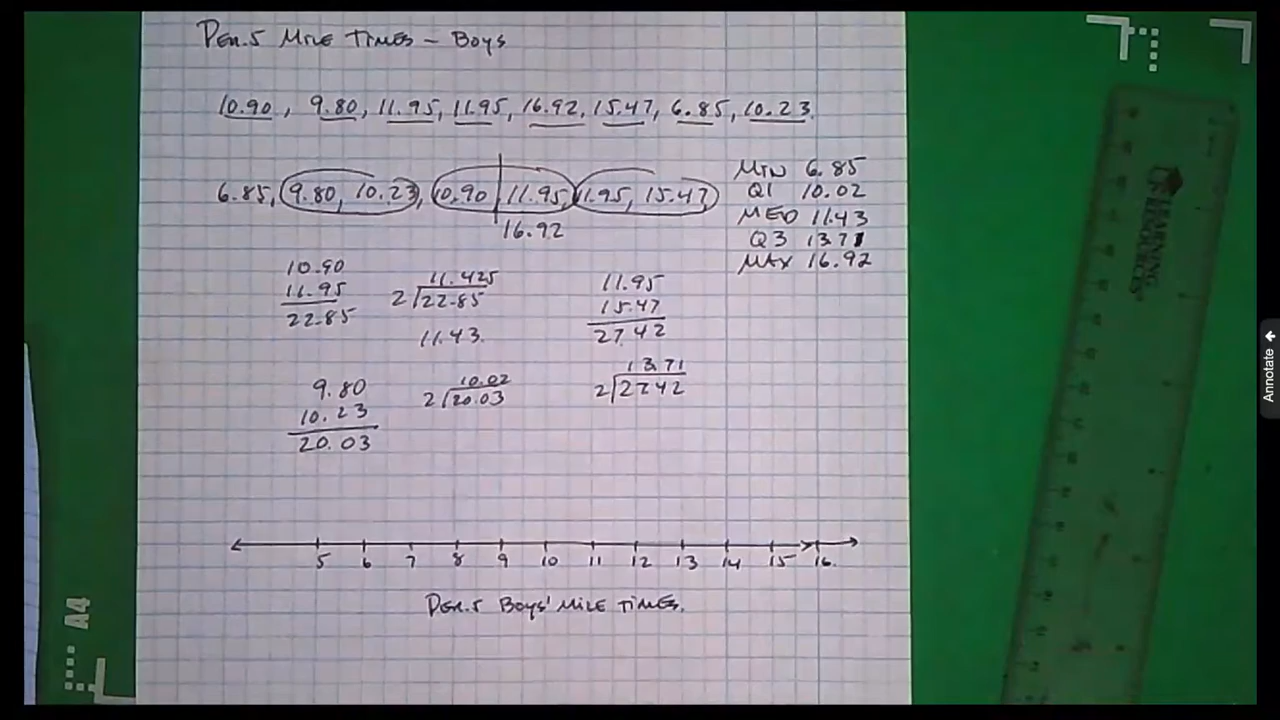 PER.5 MILE TIMES - BOYS
10.90, 9.80, 11.95, 11.95, 16.92, 15.47, 6.85, 10.23
6.85, 9.80, 10.23, 10.90, 11.95, 11.95, 15.47
16.92
MIN 6.85
Q1 10.02
MED 11.43
Q3 13.71
MAX 16.92
10.90
11.95
22.85
11.425
2 22.85
11.43
11.95
15.47
27.42
9.80
10.23
20.03
10.02
2 20.03
13.71
2 27.42
5 6 7 8 9 10 11 12 13 14 15 16
PER.5 BOYS' MILE TIMES.
A4
LEARNING
RESOURCES
Annotate